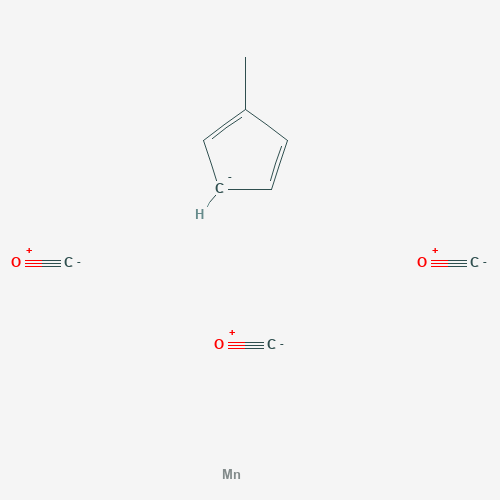 C -
H
+ +
O C - O C -
+
O C -
Mn